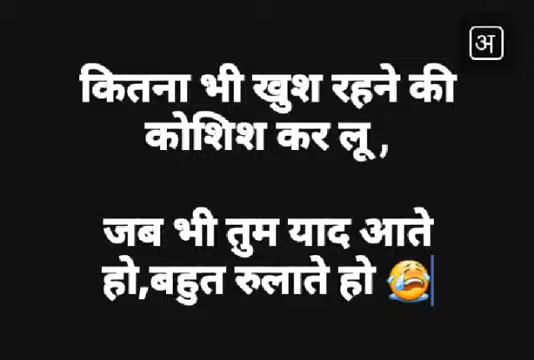 अ
कितना भी खुश रहने की
कोशिश कर लू ,
जब भी तुम याद आते
हो,बहुत रुलाते हो 😭